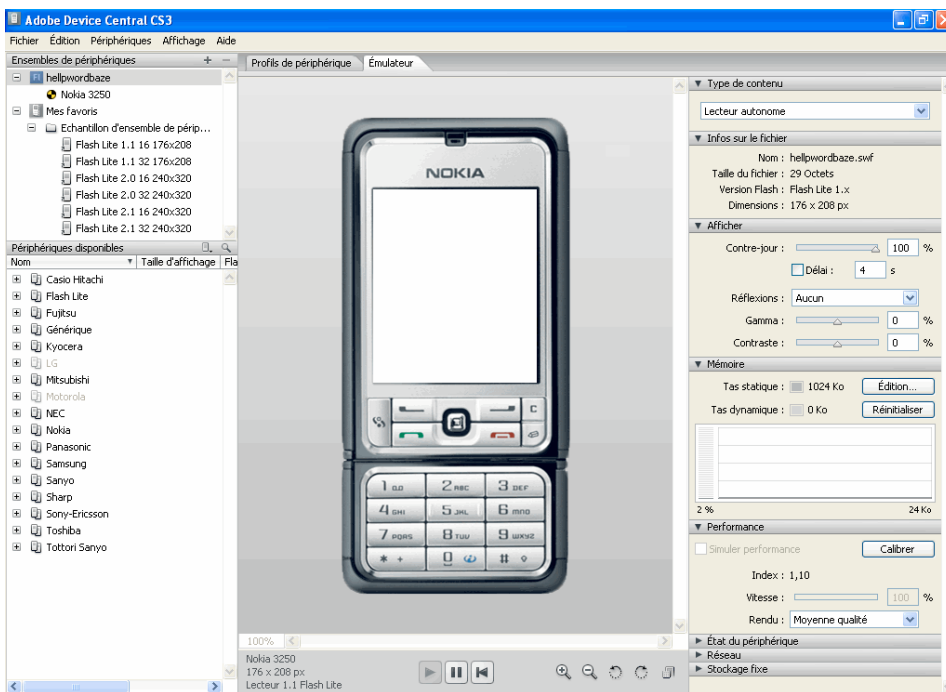 Adobe Device Central CS3
Fichier Édition Périphériques Affichage Aide
Ensembles de périphériques + −
hellpwordbaze
Nokia 3250
Mes favoris
Echantillon d'ensemble de périp...
Flash Lite 1.1 16 176x208
Flash Lite 1.1 32 176x208
Flash Lite 2.0 16 240x320
Flash Lite 2.0 32 240x320
Flash Lite 2.1 16 240x320
Flash Lite 2.1 32 240x320
Périphériques disponibles
Nom Taille d'affichage Fla
Casio Hitachi
Flash Lite
Fujitsu
Générique
Kyocera
LG
Mitsubishi
Motorola
NEC
Nokia
Panasonic
Samsung
Sanyo
Sharp
Sony-Ericsson
Toshiba
Tottori Sanyo
Profils de périphérique Émulateur
NOKIA
C
1 2 ABC 3 DEF
4 GHI 5 JKL 6 mno
7 PQRS 8 TUV 9 WXYZ
* + 0 #
100%
Nokia 3250
176 x 208 px
Lecteur 1.1 Flash Lite
Type de contenu
Lecteur autonome
Infos sur le fichier
Nom : hellpwordbaze.swf
Taille du fichier : 29 Octets
Version Flash : Flash Lite 1.x
Dimensions : 176 x 208 px
Afficher
Contre-jour : 100 %
Délai : 4 s
Réflexions : Aucun
Gamma : 0 %
Contraste : 0 %
Mémoire
Tas statique : 1024 Ko Édition...
Tas dynamique : 0 Ko Réinitialiser
2 % 24 Ko
Performance
Simuler performance Calibrer
Index : 1,10
Vitesse : 100 %
Rendu : Moyenne qualité
État du périphérique
Réseau
Stockage fixe